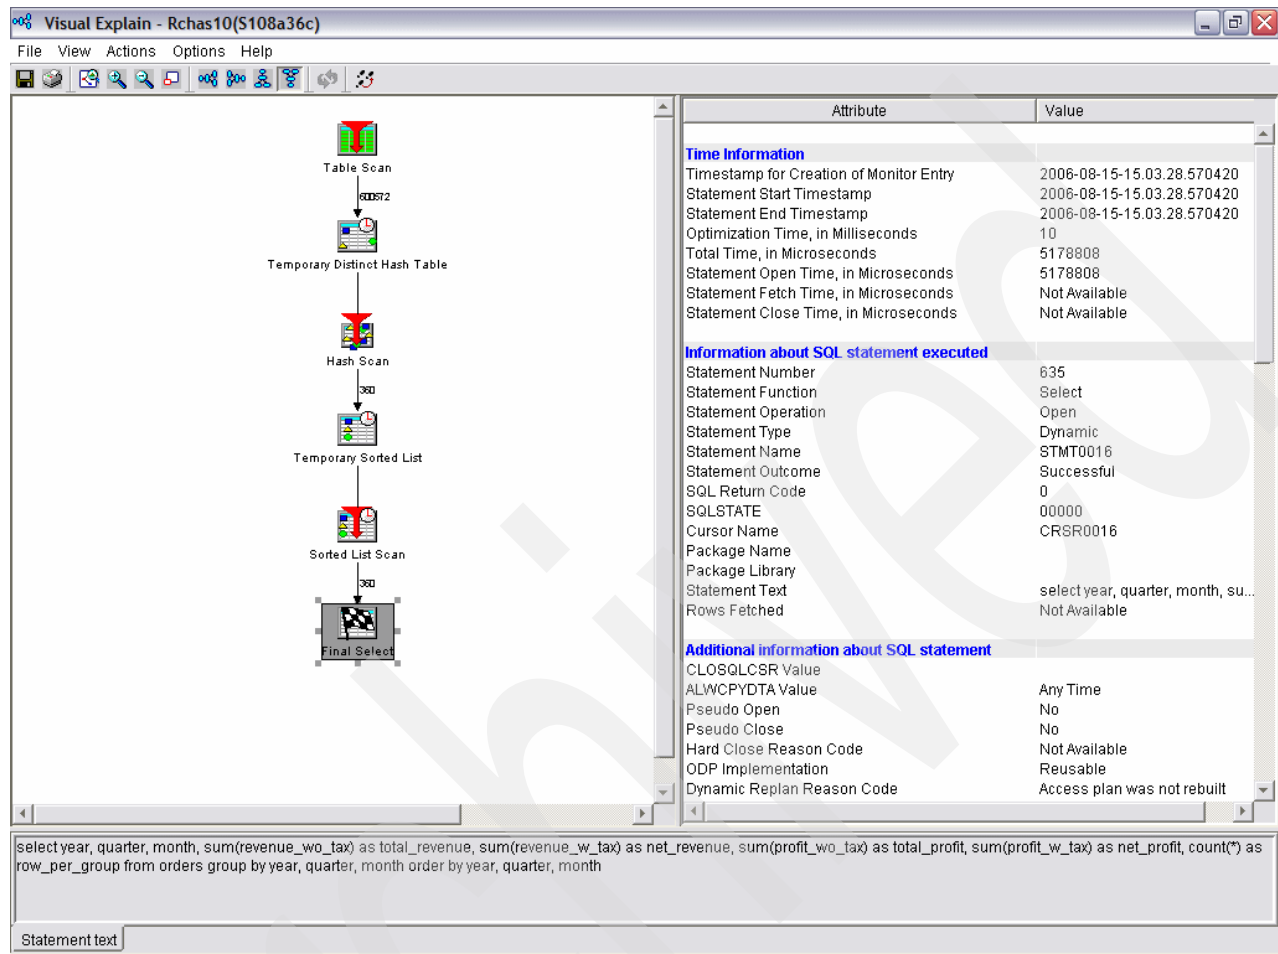 Visual Explain - Rchas10(S108a36c)
File View Actions Options Help
Table Scan
600572
Temporary Distinct Hash Table
Hash Scan
360
Temporary Sorted List
Sorted List Scan
360
Final Select
Attribute Value
Time Information
Timestamp for Creation of Monitor Entry 2006-08-15-15.03.28.570420
Statement Start Timestamp 2006-08-15-15.03.28.570420
Statement End Timestamp 2006-08-15-15.03.28.570420
Optimization Time, in Milliseconds 10
Total Time, in Microseconds 5178808
Statement Open Time, in Microseconds 5178808
Statement Fetch Time, in Microseconds Not Available
Statement Close Time, in Microseconds Not Available
Information about SQL statement executed
Statement Number 635
Statement Function Select
Statement Operation Open
Statement Type Dynamic
Statement Name STMT0016
Statement Outcome Successful
SQL Return Code 0
SQLSTATE 00000
Cursor Name CRSR0016
Package Name
Package Library
Statement Text select year, quarter, month, su...
Rows Fetched Not Available
Additional information about SQL statement
CLOSQLCSR Value
ALWCPYDTA Value Any Time
Pseudo Open No
Pseudo Close No
Hard Close Reason Code Not Available
ODP Implementation Reusable
Dynamic Replan Reason Code Access plan was not rebuilt
select year, quarter, month, sum(revenue_wo_tax) as total_revenue, sum(revenue_w_tax) as net_revenue, sum(profit_wo_tax) as total_profit, sum(profit_w_tax) as net_profit, count(*) as
row_per_group from orders group by year, quarter, month order by year, quarter, month
Statement text